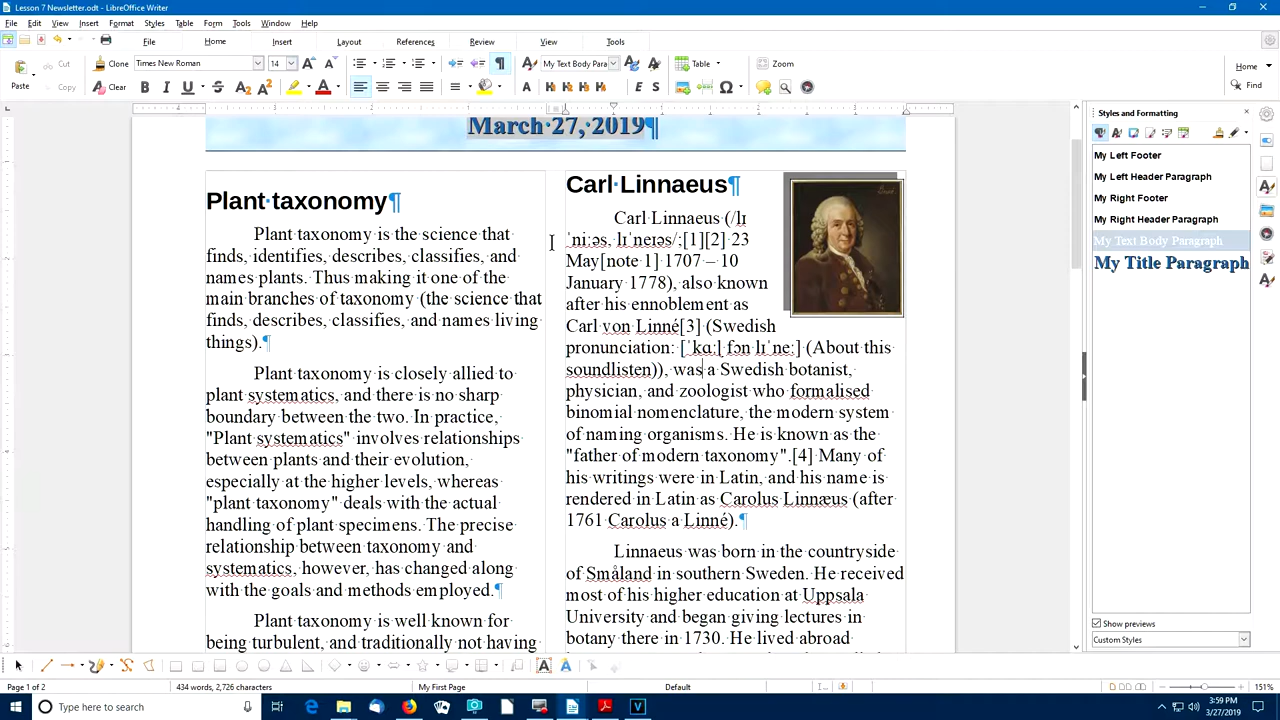 Lesson 7 Newsletter.odt - LibreOffice Writer
File Edit View Insert Format Styles Table Form Tools Window Help
File Home Insert Layout References Review View Tools
Cut Clone Times New Roman 14 My Text Body Para Table Zoom Home
Paste Copy Clear Find
March 27, 2019¶
Styles and Formatting
My Left Footer
My Left Header Paragraph
My Right Footer
My Right Header Paragraph
My Text Body Paragraph
My Title Paragraph
Show previews
Custom Styles
Plant taxonomy¶
Plant taxonomy is the science that
finds, identifies, describes, classifies, and
names plants. Thus making it one of the
main branches of taxonomy (the science that
finds, describes, classifies, and names living
things).¶
Plant taxonomy is closely allied to
plant systematics, and there is no sharp
boundary between the two. In practice,
"Plant systematics" involves relationships
between plants and their evolution,
especially at the higher levels, whereas
"plant taxonomy" deals with the actual
handling of plant specimens. The precise
relationship between taxonomy and
systematics, however, has changed along
with the goals and methods employed.¶
Plant taxonomy is well known for
being turbulent, and traditionally not having
Carl Linnaeus¶
Carl Linnaeus (/lɪ
ˈniːəs, lɪˈneɪəs/;[1][2] 23
May[note 1] 1707 – 10
January 1778), also known
after his ennoblement as
Carl von Linné[3] (Swedish
pronunciation: [ˈkɑːɭ fɔn lɪˈneː] (About this
soundlisten)), was a Swedish botanist,
physician, and zoologist who formalised
binomial nomenclature, the modern system
of naming organisms. He is known as the
"father of modern taxonomy".[4] Many of
his writings were in Latin, and his name is
rendered in Latin as Carolus Linnæus (after
1761 Carolus a Linné).¶
Linnaeus was born in the countryside
of Småland in southern Sweden. He received
most of his higher education at Uppsala
University and began giving lectures in
botany there in 1730. He lived abroad
Page 1 of 2 434 words, 2,726 characters My First Page Default 151%
Type here to search
3:59 PM
3/27/2019